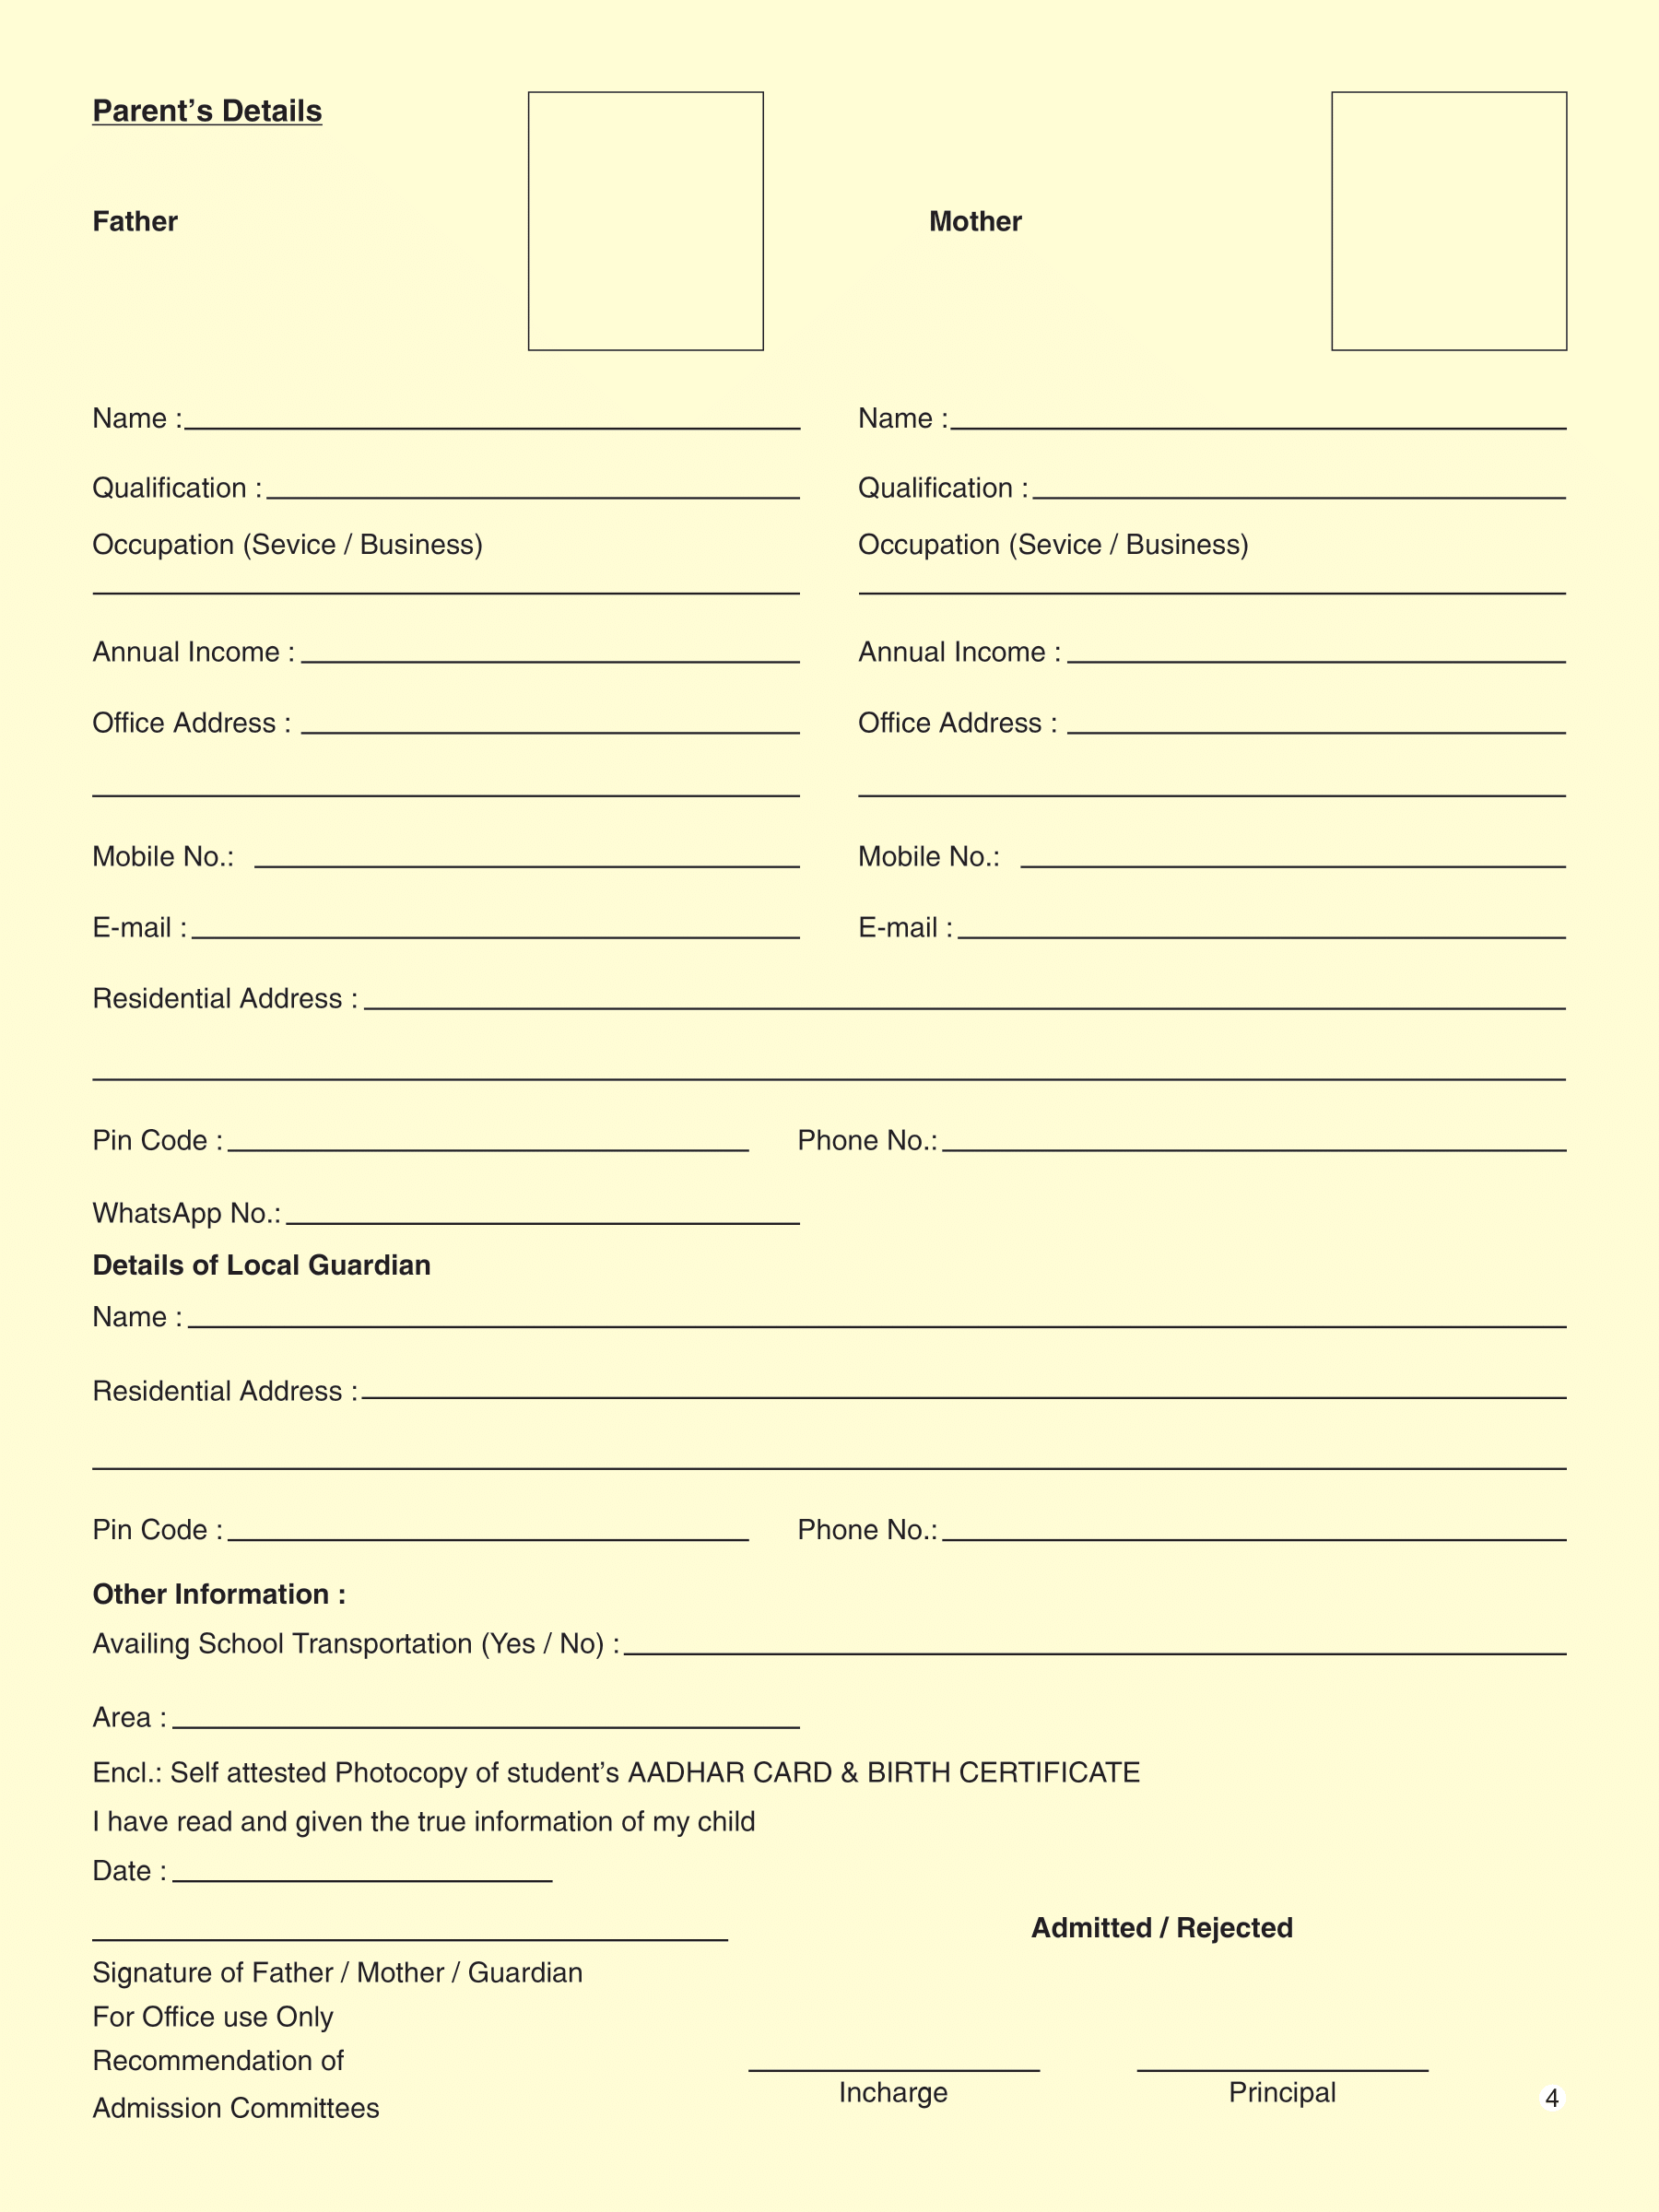 Parent’s Details
Father Mother
Name : Name :
Qualification : Qualification :
Occupation (Sevice / Business) Occupation (Sevice / Business)
Annual Income : Annual Income :
Office Address : Office Address :
Mobile No.: Mobile No.:
E-mail : E-mail :
Residential Address :
Pin Code : Phone No.:
WhatsApp No.:
Details of Local Guardian
Name :
Residential Address :
Pin Code : Phone No.:
Other Information :
Availing School Transportation (Yes / No) :
Area :
Encl.: Self attested Photocopy of student’s AADHAR CARD & BIRTH CERTIFICATE
I have read and given the true information of my child
Date :
Admitted / Rejected
Signature of Father / Mother / Guardian
For Office use Only
Recommendation of
Admission Committees
Incharge Principal
4